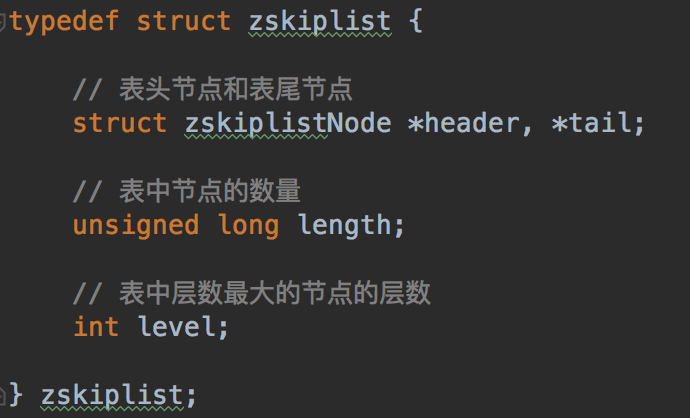 typedef struct zskiplist {
// 表头节点和表尾节点
struct zskiplistNode *header, *tail;
// 表中节点的数量
unsigned long length;
// 表中层数最大的节点的层数
int level;
} zskiplist;